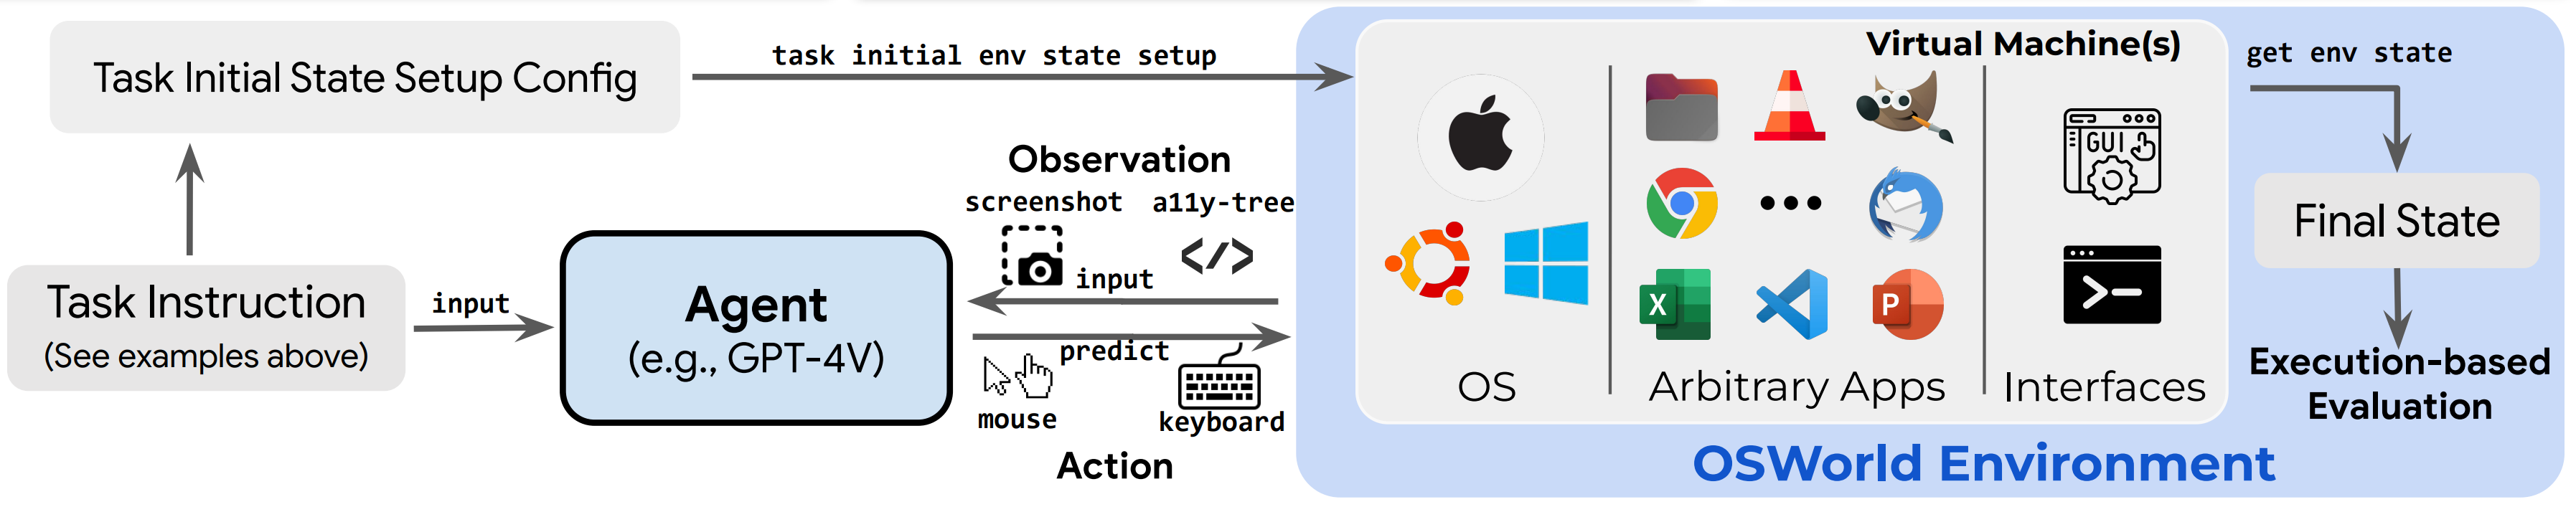 Task Initial State Setup Config
task initial env state setup
Virtual Machine(s)
get env state
GUI
Observation
screenshot a11y-tree
</>
input
Task Instruction
(See examples above)
input
Agent
(e.g., GPT-4V)
predict
mouse
keyboard
Action
X
P
>-
OS
Arbitrary Apps
Interfaces
Final State
Execution-based
Evaluation
OSWorld Environment